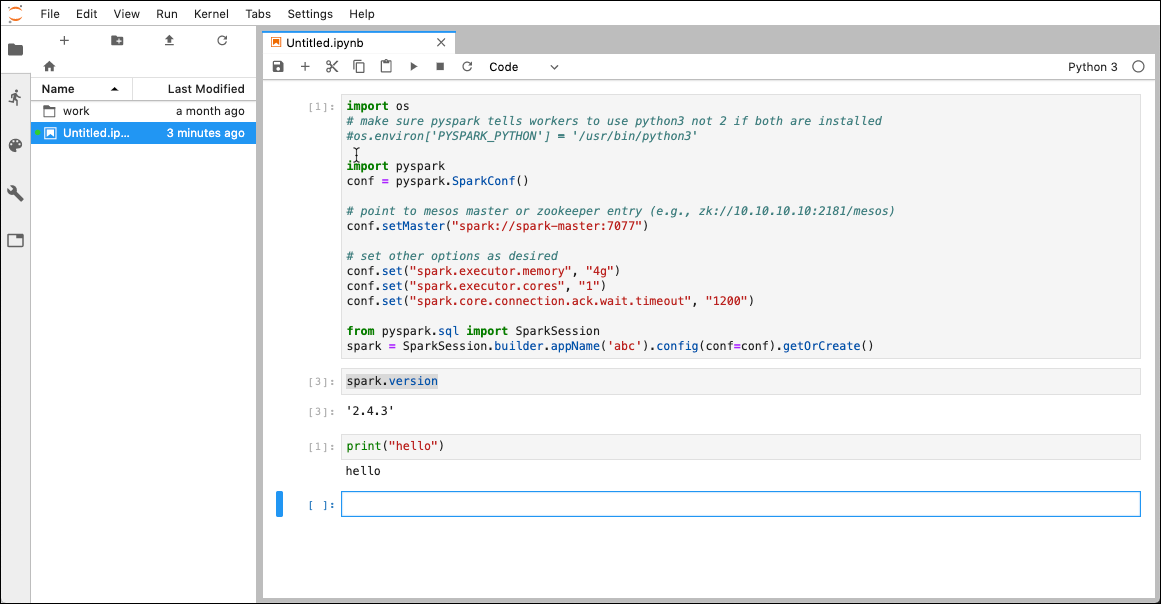 File Edit View Run Kernel Tabs Settings Help
Name Last Modified
work a month ago
Untitled.ip... 3 minutes ago
Untitled.ipynb
Code Python 3
[1]: import os
# make sure pyspark tells workers to use python3 not 2 if both are installed
#os.environ['PYSPARK_PYTHON'] = '/usr/bin/python3'
import pyspark
conf = pyspark.SparkConf()
# point to mesos master or zookeeper entry (e.g., zk://10.10.10.10:2181/mesos)
conf.setMaster("spark://spark-master:7077")
# set other options as desired
conf.set("spark.executor.memory", "4g")
conf.set("spark.executor.cores", "1")
conf.set("spark.core.connection.ack.wait.timeout", "1200")
from pyspark.sql import SparkSession
spark = SparkSession.builder.appName('abc').config(conf=conf).getOrCreate()
[3]: spark.version
[3]: '2.4.3'
[1]: print("hello")
hello
[ ]: